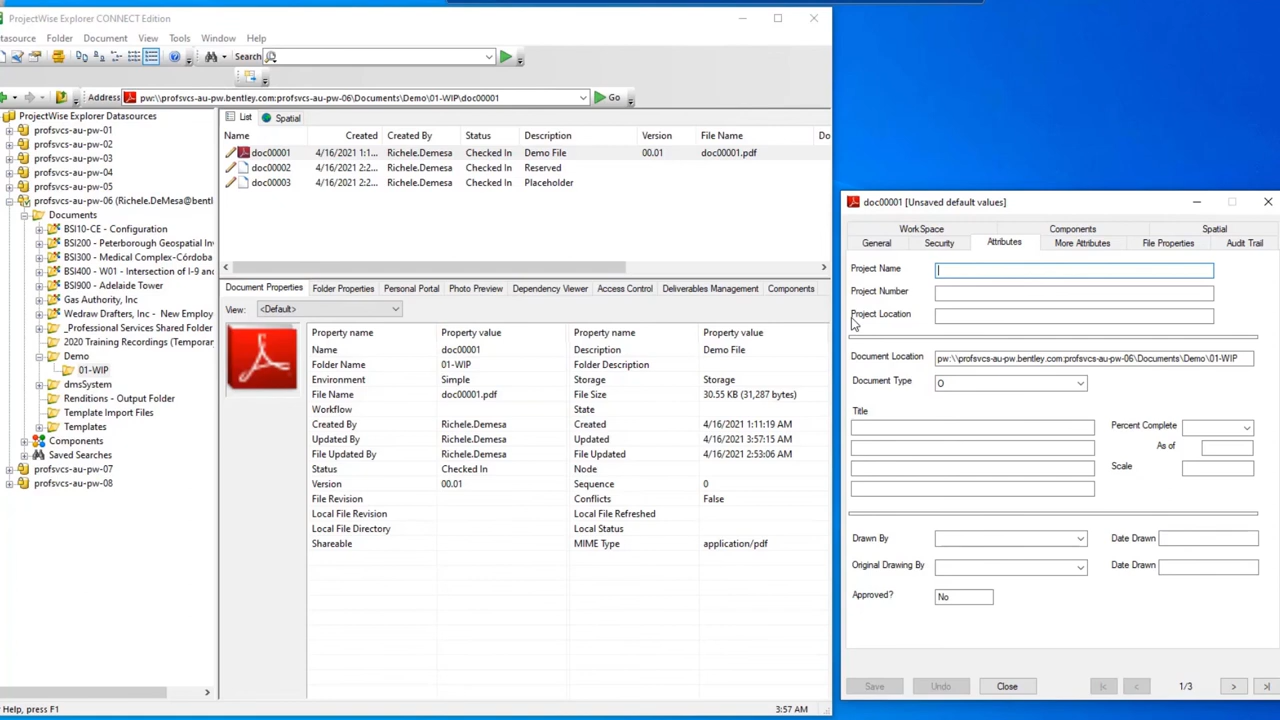 ProjectWise Explorer CONNECT Edition
atasource Folder Document View Tools Window Help
Search
Address pw:\\profsvcs-au-pw.bentley.com:profsvcs-au-pw-06\Documents\Demo\01-WIP\doc00001 Go
ProjectWise Explorer Datasources
profsvcs-au-pw-01
profsvcs-au-pw-02
profsvcs-au-pw-03
profsvcs-au-pw-04
profsvcs-au-pw-05
profsvcs-au-pw-06 (Richele.DeMesa@bentl
Documents
BSI10-CE - Configuration
BSI200 - Peterborough Geospatial In
BSI300 - Medical Complex-Córdoba
BSI400 - W01 - Intersection of I-9 and
BSI900 - Adelaide Tower
Gas Authority, Inc
Wedraw Drafters, Inc - New Employ
_Professional Services Shared Folder
2020 Training Recordings (Temporar
Demo
01-WIP
dmsSystem
Renditions - Output Folder
Template Import Files
Templates
Components
Saved Searches
profsvcs-au-pw-07
profsvcs-au-pw-08
List Spatial
Name Created Created By Status Description Version File Name Do
doc00001 4/16/2021 1:1... Richele.Demesa Checked In Demo File 00.01 doc00001.pdf
doc00002 4/16/2021 2:2... Richele.Demesa Checked In Reserved
doc00003 4/16/2021 2:2... Richele.Demesa Checked In Placeholder
Document Properties Folder Properties Personal Portal Photo Preview Dependency Viewer Access Control Deliverables Management Components
View: <Default>
Property name Property value Property name Property value
Name doc00001 Description Demo File
Folder Name 01-WIP Folder Description
Environment Simple Storage Storage
File Name doc00001.pdf File Size 30.55 KB (31,287 bytes)
Workflow State
Created By Richele.Demesa Created 4/16/2021 1:11:19 AM
Updated By Richele.Demesa Updated 4/16/2021 3:57:15 AM
File Updated By Richele.Demesa File Updated 4/16/2021 2:53:06 AM
Status Checked In Node
Version 00.01 Sequence 0
File Revision Conflicts False
Local File Revision Local File Refreshed
Local File Directory Local Status
Shareable MIME Type application/pdf
Help, press F1 3:57 AM
doc00001 [Unsaved default values]
WorkSpace Components Spatial
General Security Attributes More Attributes File Properties Audit Trail
Project Name
Project Number
Project Location
Document Location pw:\\profsvcs-au-pw.bentley.com:profsvcs-au-pw-06\Documents\Demo\01-WIP
Document Type O
Title
Percent Complete
As of
Scale
Drawn By Date Drawn
Original Drawing By Date Drawn
Approved? No
Save Undo Close 1/3